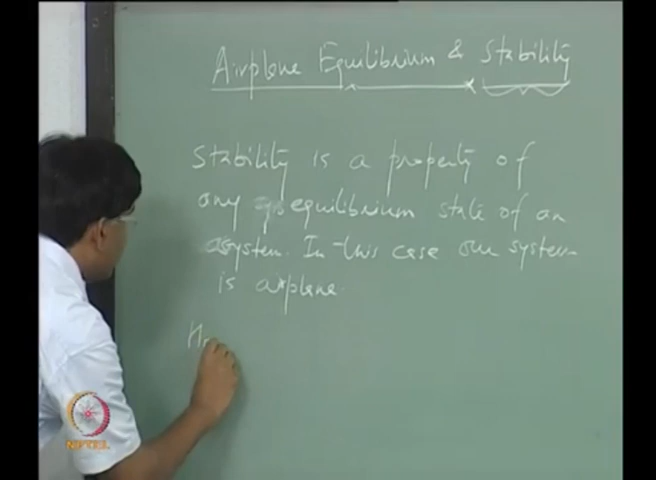 Airplane Equilibrium & Stability
Stability is a property of
any equilibrium state of an
system. In this case our system
is airplane.
NPTEL